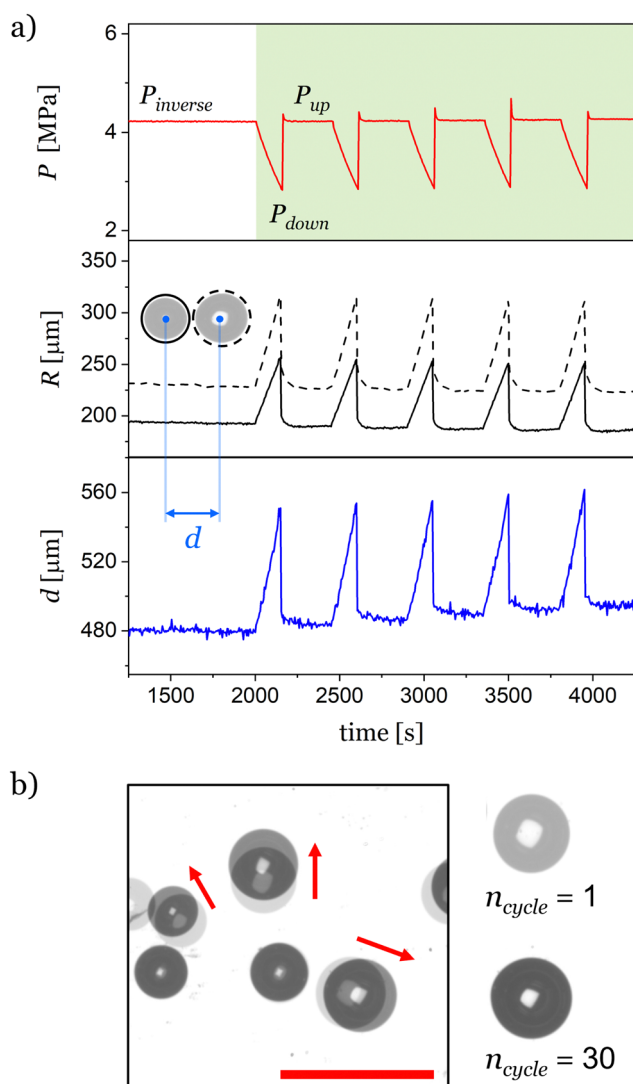 a)
6
4
2
P [MPa]
P_inverse
P_up
P_down
350
300
250
200
R [μm]
560
520
480
d [μm]
d
1500 2000 2500 3000 3500 4000
time [s]
b)
n_cycle = 1
n_cycle = 30